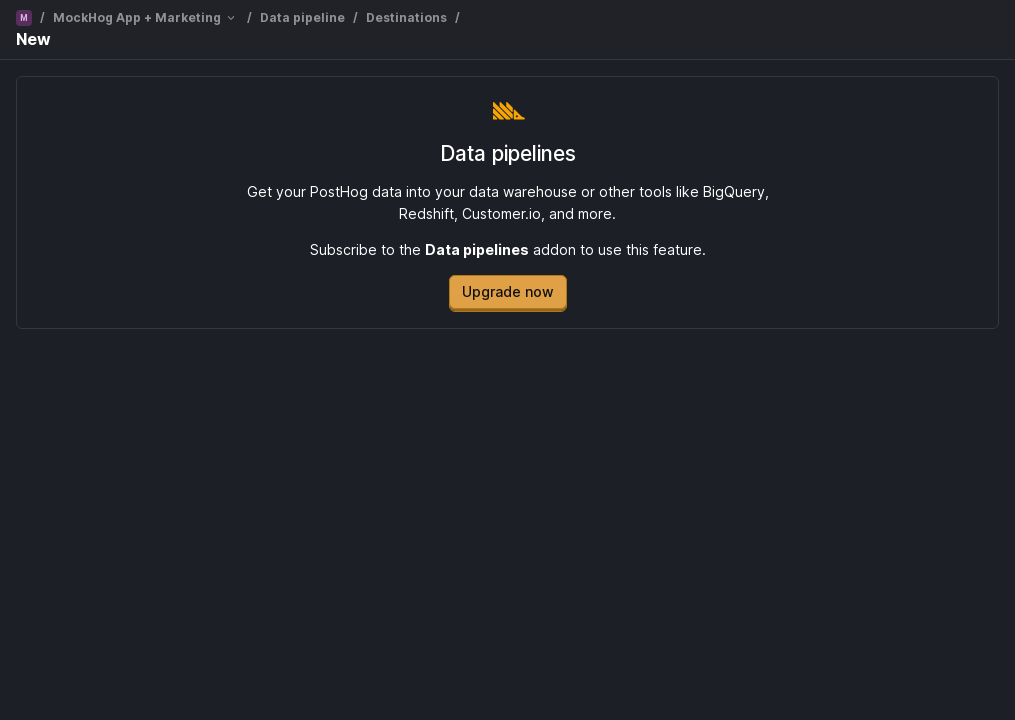 M / MockHog App + Marketing / Data pipeline / Destinations /
New
Data pipelines
Get your PostHog data into your data warehouse or other tools like BigQuery,
Redshift, Customer.io, and more.
Subscribe to the Data pipelines addon to use this feature.
Upgrade now